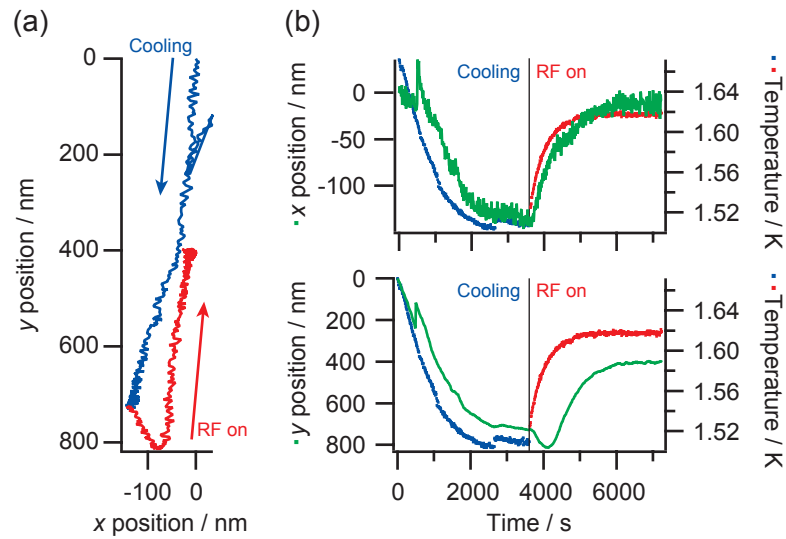 (a)
0
200
400
600
800
y position / nm
Cooling
RF on
-100
0
x position / nm
(b)
0
-50
-100
x position / nm
Cooling
RF on
1.64
1.60
1.56
1.52
Temperature / K
0
200
400
600
800
y position / nm
Cooling
RF on
1.64
1.60
1.56
1.52
Temperature / K
0
2000
4000
6000
Time / s